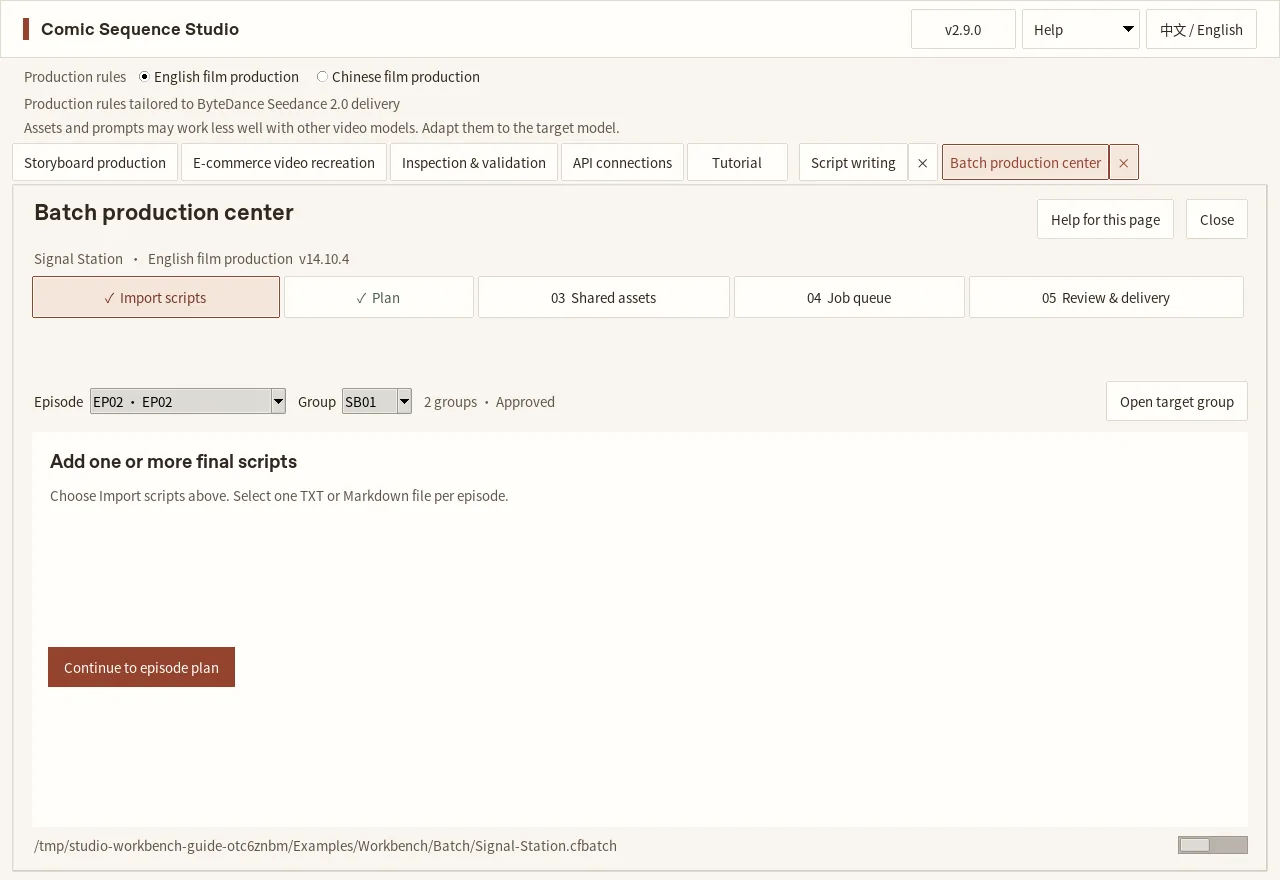 Comic Sequence Studio
v2.9.0
Help
中文 / English
Production rules
English film production
Chinese film production
Production rules tailored to ByteDance Seedance 2.0 delivery
Assets and prompts may work less well with other video models. Adapt them to the target model.
Storyboard production
E-commerce video recreation
Inspection & validation
API connections
Tutorial
Script writing
×
Batch production center
×
Batch production center
Help for this page
Close
Signal Station · English film production v14.10.4
✓ Import scripts
✓ Plan
03 Shared assets
04 Job queue
05 Review & delivery
Episode
EP02 · EP02
Group
SB01
2 groups · Approved
Open target group
Add one or more final scripts
Choose Import scripts above. Select one TXT or Markdown file per episode.
Continue to episode plan
/tmp/studio-workbench-guide-otc6znbm/Examples/Workbench/Batch/Signal-Station.cfbatch